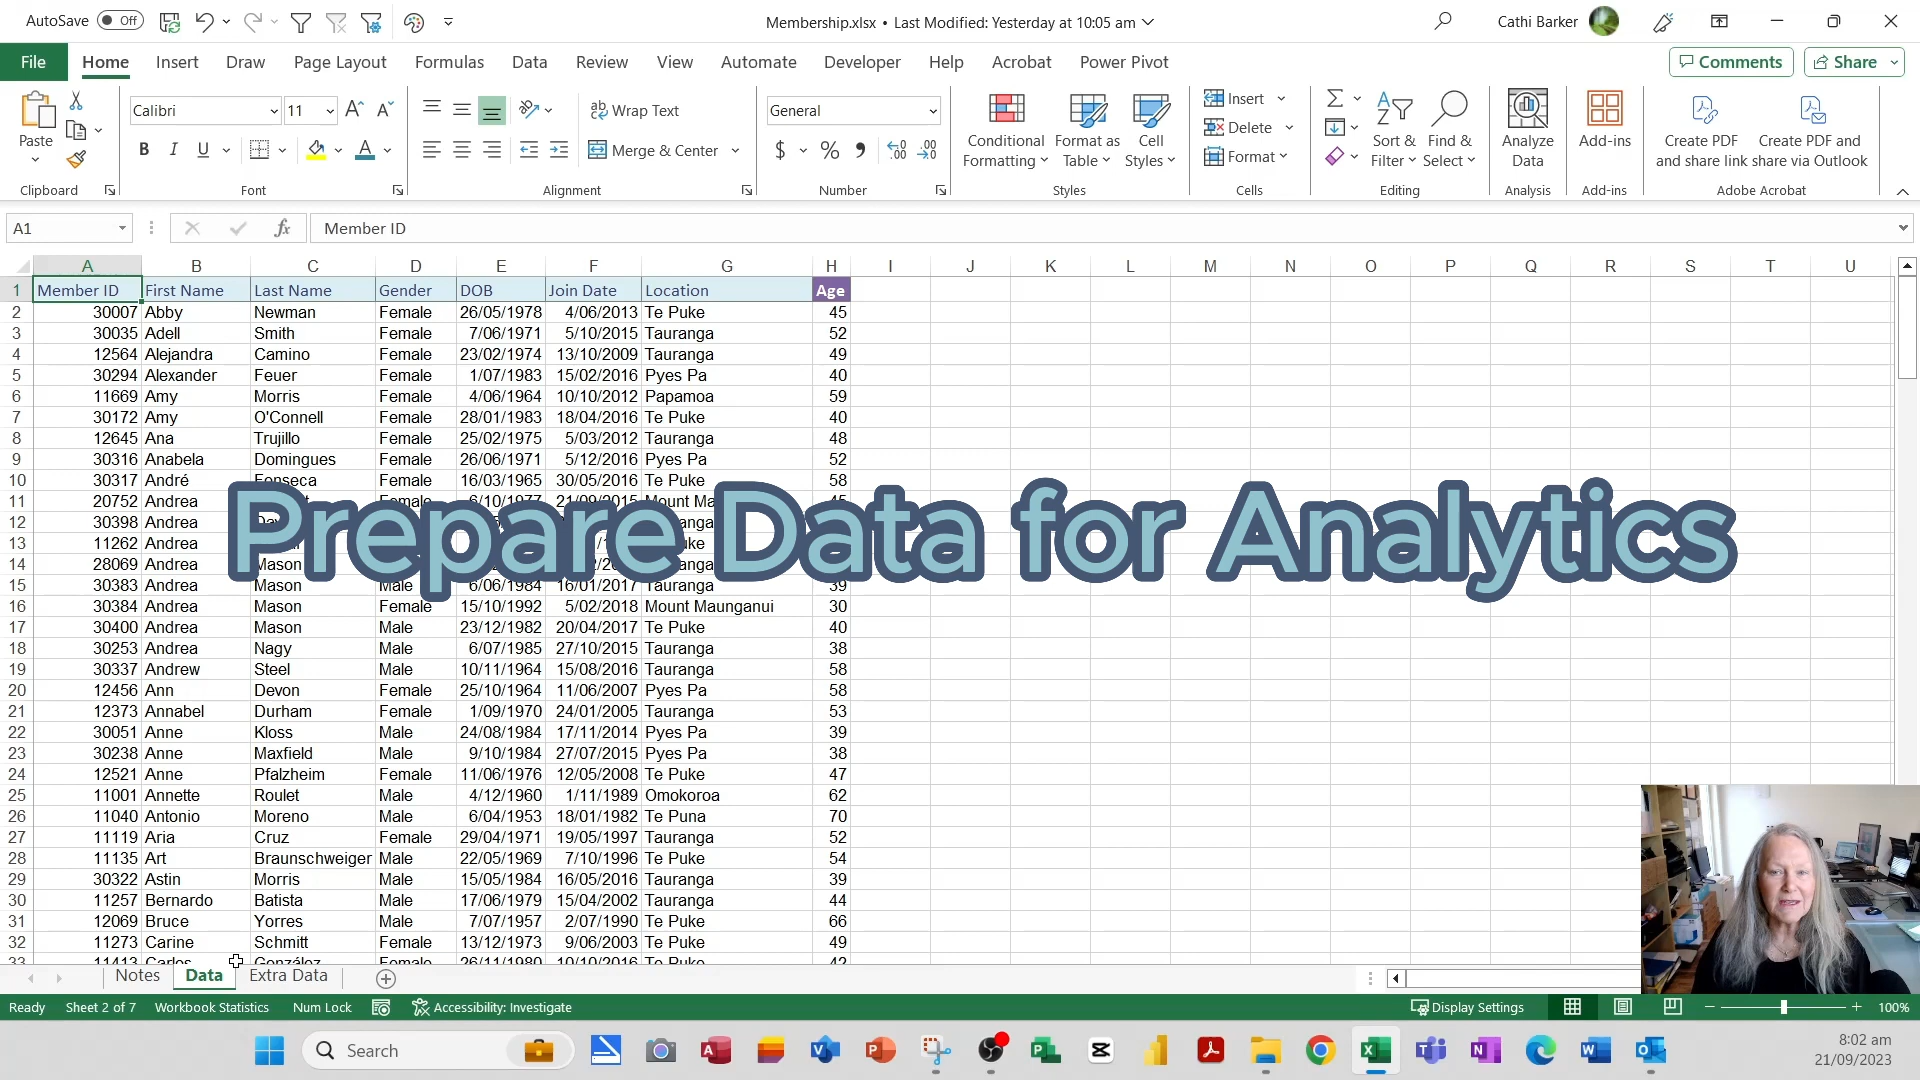 AutoSave Off
Membership.xlsx • Last Modified: Yesterday at 10:05 am
Cathi Barker
File Home Insert Draw Page Layout Formulas Data Review View Automate Developer Help Acrobat Power Pivot
Comments Share
Paste
Clipboard
Calibri 11
B I U
Font
Wrap Text
Merge & Center
Alignment
General
$ % 
Number
Conditional Formatting
Format as Table
Cell Styles
Styles
Insert
Delete
Format
Cells
Sort & Filter
Find & Select
Editing
Analyze Data
Analysis
Add-ins
Add-ins
Create PDF and share link
Create PDF and share via Outlook
Adobe Acrobat
A1 fx Member ID
A B C D E F G H I J K L M N O P Q R S T U
1 Member ID First Name Last Name Gender DOB Join Date Location Age
2 30007 Abby Newman Female 26/05/1978 4/06/2013 Te Puke 45
3 30035 Adell Smith Female 7/06/1971 5/10/2015 Tauranga 52
4 12564 Alejandra Camino Female 23/02/1974 13/10/2009 Tauranga 49
5 30294 Alexander Feuer Female 1/07/1983 15/02/2016 Pyes Pa 40
6 11669 Amy Morris Female 4/06/1964 10/10/2012 Papamoa 59
7 30172 Amy O'Connell Female 28/01/1983 18/04/2016 Te Puke 40
8 12645 Ana Trujillo Female 25/02/1975 5/03/2012 Tauranga 48
9 30316 Anabela Domingues Female 26/06/1971 5/12/2016 Pyes Pa 52
10 30317 André Fonseca Female 16/03/1965 30/05/2016 Te Puke 58
11 20752 Andrea
12 30398 Andrea
13 11262 Andrea
14 28069 Andrea Mason
Prepare Data for Analytics
15 30383 Andrea Mason Male 6/06/1984 16/01/2017 Tauranga 39
16 30384 Andrea Mason Female 15/10/1992 5/02/2018 Mount Maunganui 30
17 30400 Andrea Mason Male 23/12/1982 20/04/2017 Te Puke 40
18 30253 Andrea Nagy Male 6/07/1985 27/10/2015 Tauranga 38
19 30337 Andrew Steel Male 10/11/1964 15/08/2016 Tauranga 58
20 12456 Ann Devon Female 25/10/1964 11/06/2007 Pyes Pa 58
21 12373 Annabel Durham Female 1/09/1970 24/01/2005 Tauranga 53
22 30051 Anne Kloss Male 24/08/1984 17/11/2014 Pyes Pa 39
23 30238 Anne Maxfield Male 9/10/1984 27/07/2015 Pyes Pa 38
24 12521 Anne Pfalzheim Female 11/06/1976 12/05/2008 Te Puke 47
25 11001 Annette Roulet Male 4/12/1960 1/11/1989 Omokoroa 62
26 11040 Antonio Moreno Male 6/04/1953 18/01/1982 Te Puna 70
27 11119 Aria Cruz Female 29/04/1971 19/05/1997 Tauranga 52
28 11135 Art Braunschweiger Male 22/05/1969 7/10/1996 Te Puke 54
29 30322 Astin Morris Male 15/05/1984 16/05/2016 Tauranga 39
30 11257 Bernardo Batista Male 17/06/1979 15/04/2002 Tauranga 44
31 12069 Bruce Yorres Male 7/07/1957 2/07/1990 Te Puke 66
32 11273 Carine Schmitt Female 13/12/1973 9/06/2003 Te Puke 49
33 11413 Carlos González Female 26/11/1980 10/10/2016 Te Puke 42
Notes Data Extra Data
Ready Sheet 2 of 7 Workbook Statistics Num Lock Accessibility: Investigate Display Settings 100%
Search
8:02 am
21/09/2023